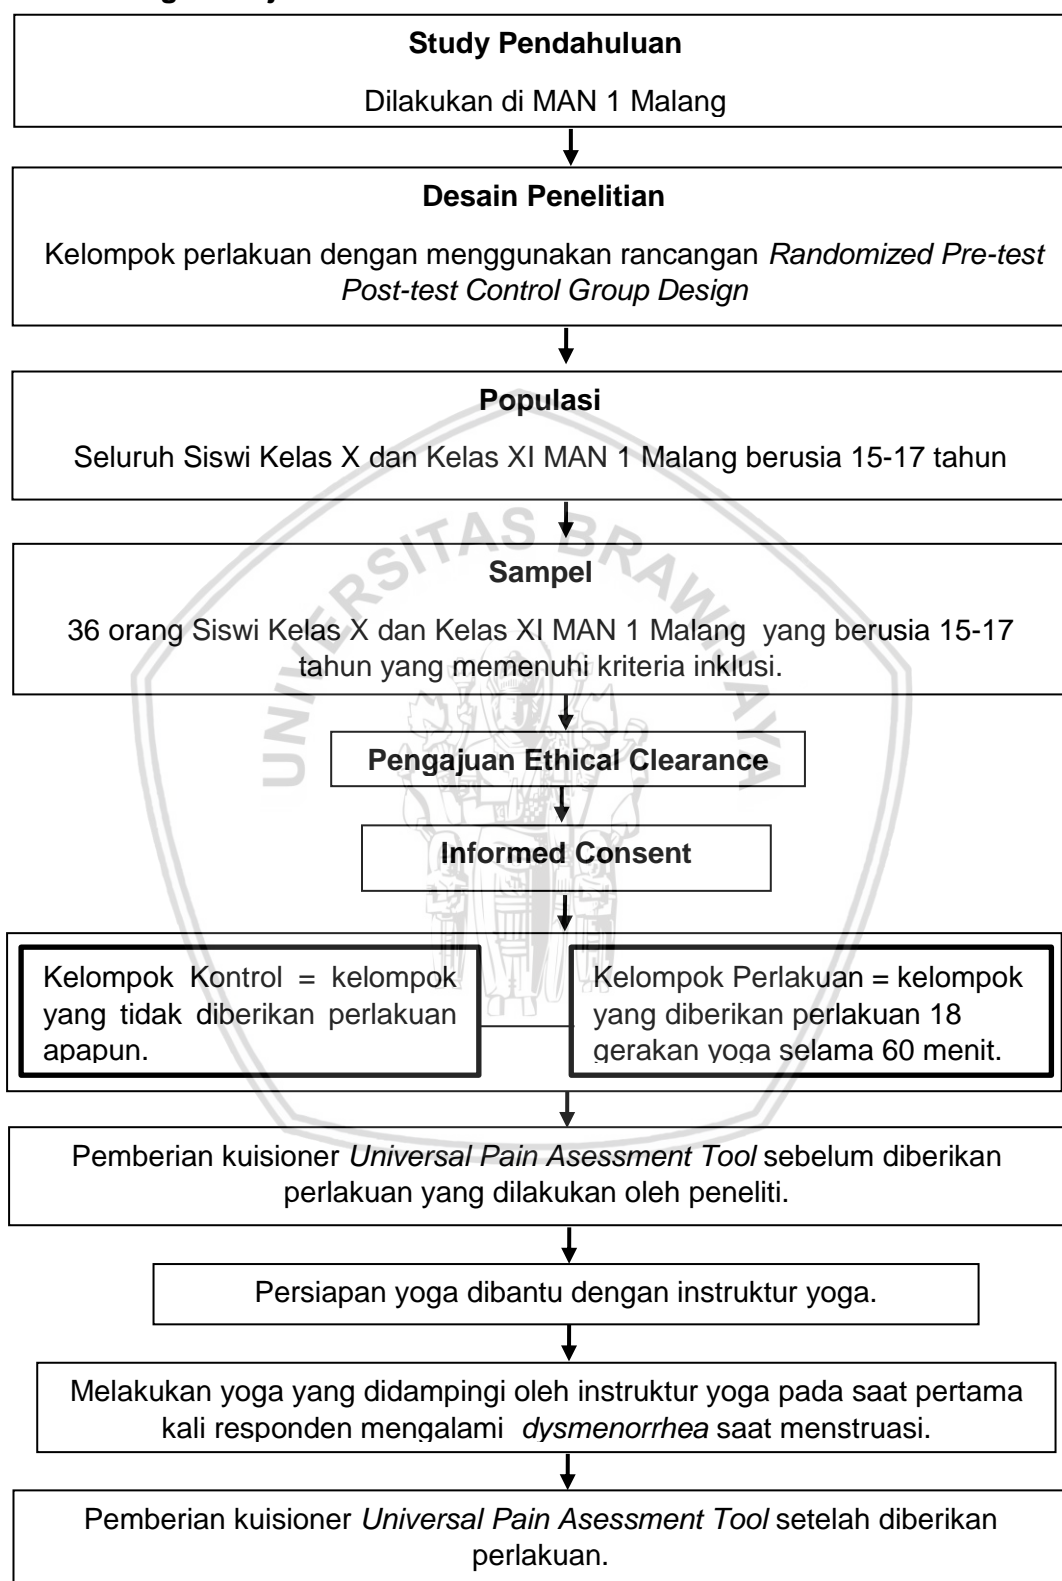 Study Pendahuluan
Dilakukan di MAN 1 Malang
Desain Penelitian
Kelompok perlakuan dengan menggunakan rancangan Randomized Pre-test
Post-test Control Group Design
Populasi
Seluruh Siswi Kelas X dan Kelas XI MAN 1 Malang berusia 15-17 tahun
UNIVERSITAS BRAWIJAYA
Sampel
36 orang Siswi Kelas X dan Kelas XI MAN 1 Malang yang berusia 15-17
tahun yang memenuhi kriteria inklusi.
Pengajuan Ethical Clearance
Informed Consent
Kelompok Kontrol = kelompok
yang tidak diberikan perlakuan
apapun.
Kelompok Perlakuan = kelompok
yang diberikan perlakuan 18
gerakan yoga selama 60 menit.
Pemberian kuisioner Universal Pain Asessment Tool sebelum diberikan
perlakuan yang dilakukan oleh peneliti.
Persiapan yoga dibantu dengan instruktur yoga.
Melakukan yoga yang didampingi oleh instruktur yoga pada saat pertama
kali responden mengalami dysmenorrhea saat menstruasi.
Pemberian kuisioner Universal Pain Asessment Tool setelah diberikan
perlakuan.